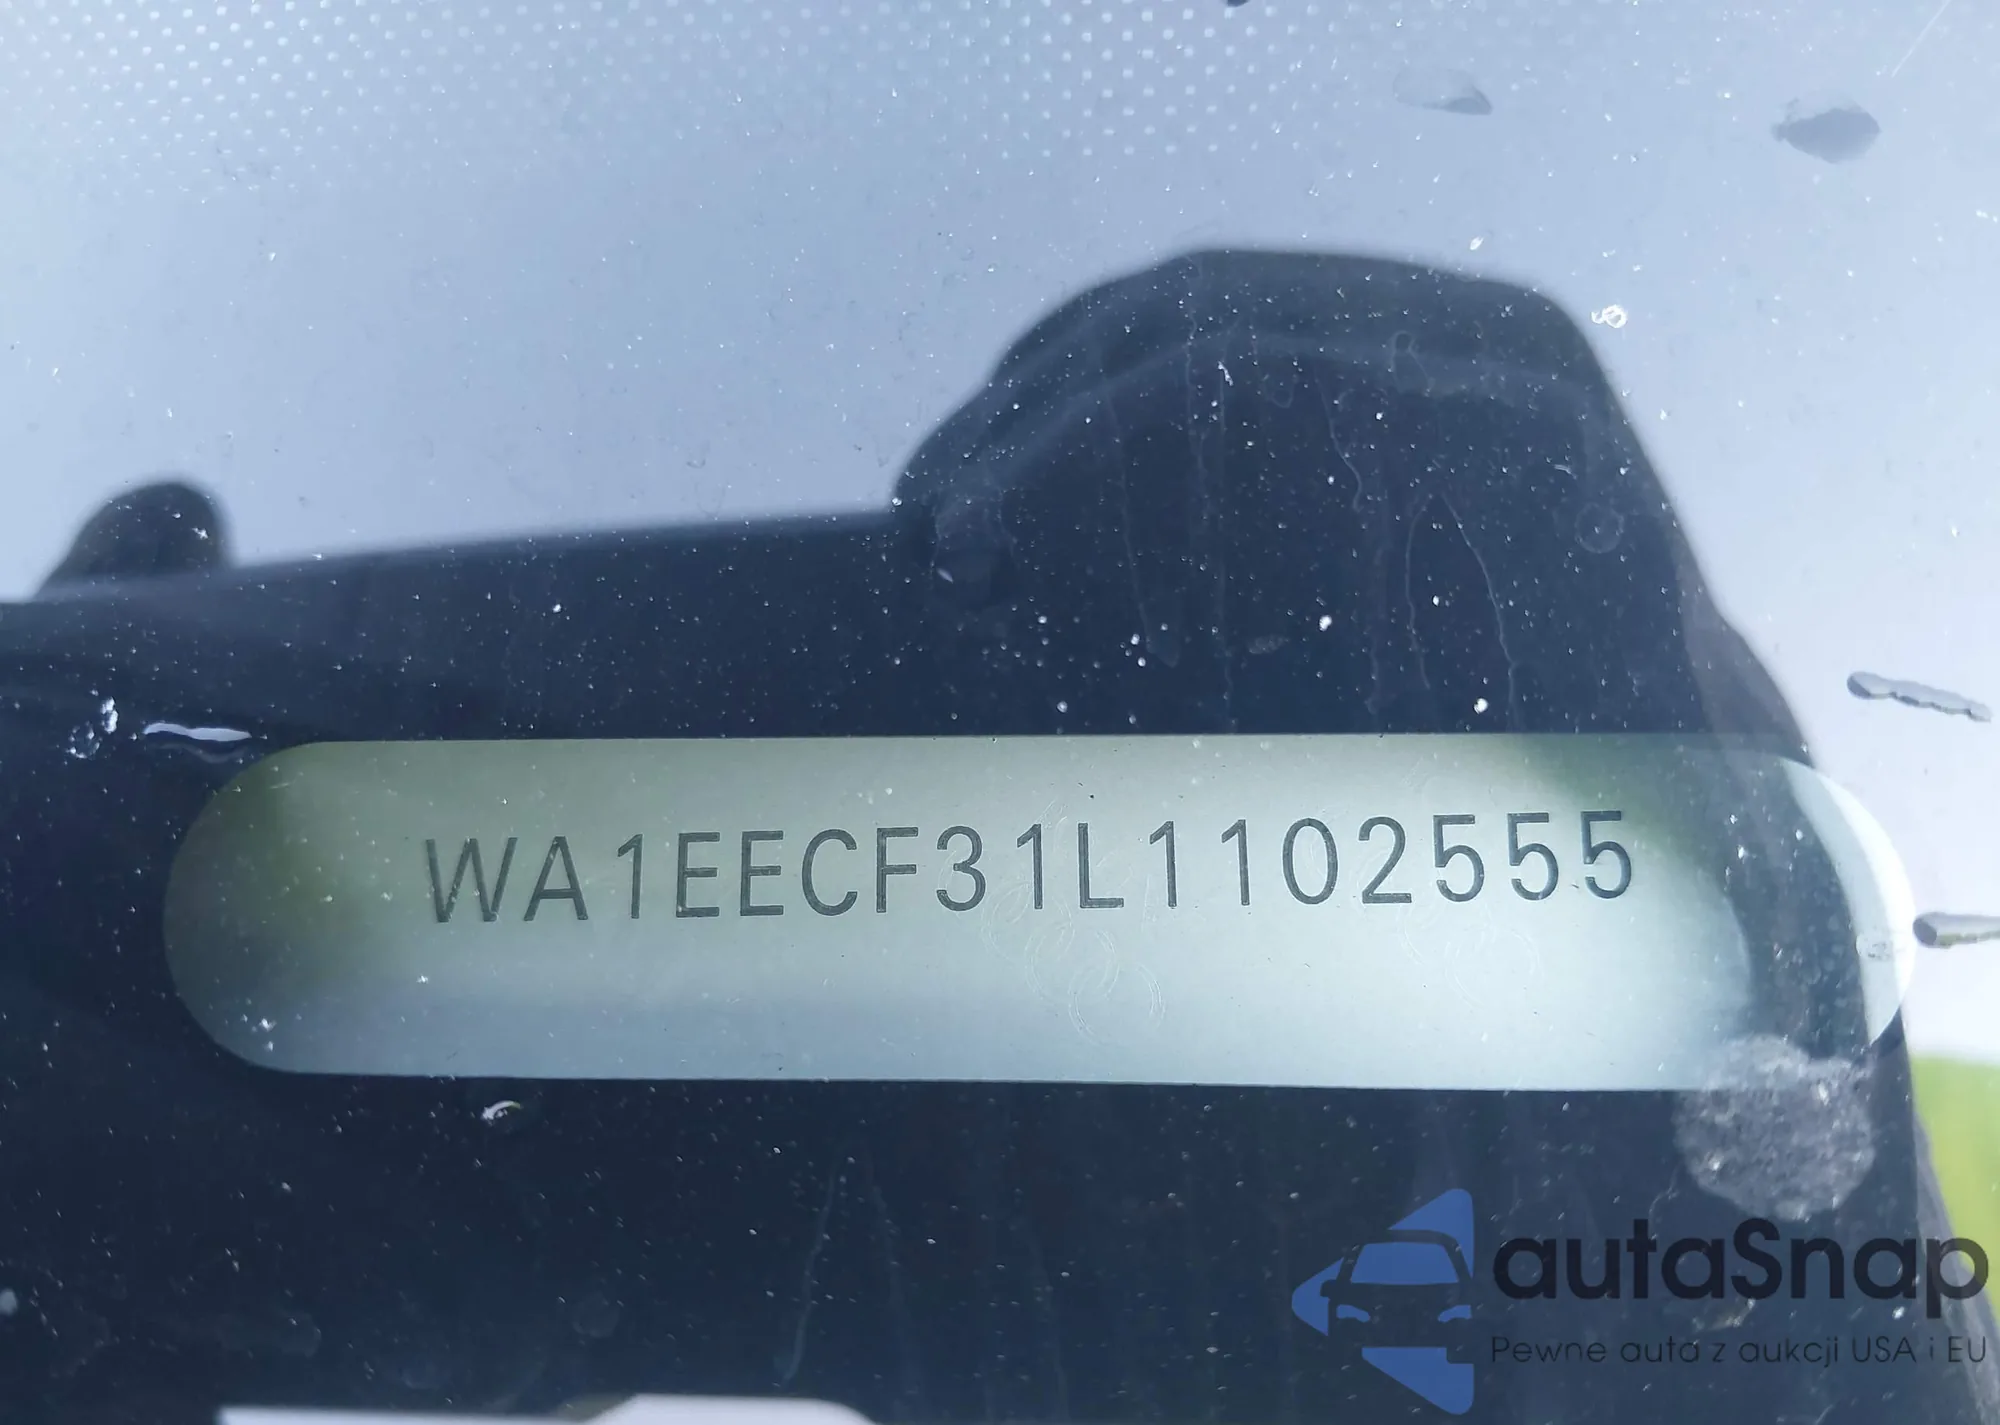 WA1EECF31L1102555
autaSnap
Pewne auta z aukcji USA i EU